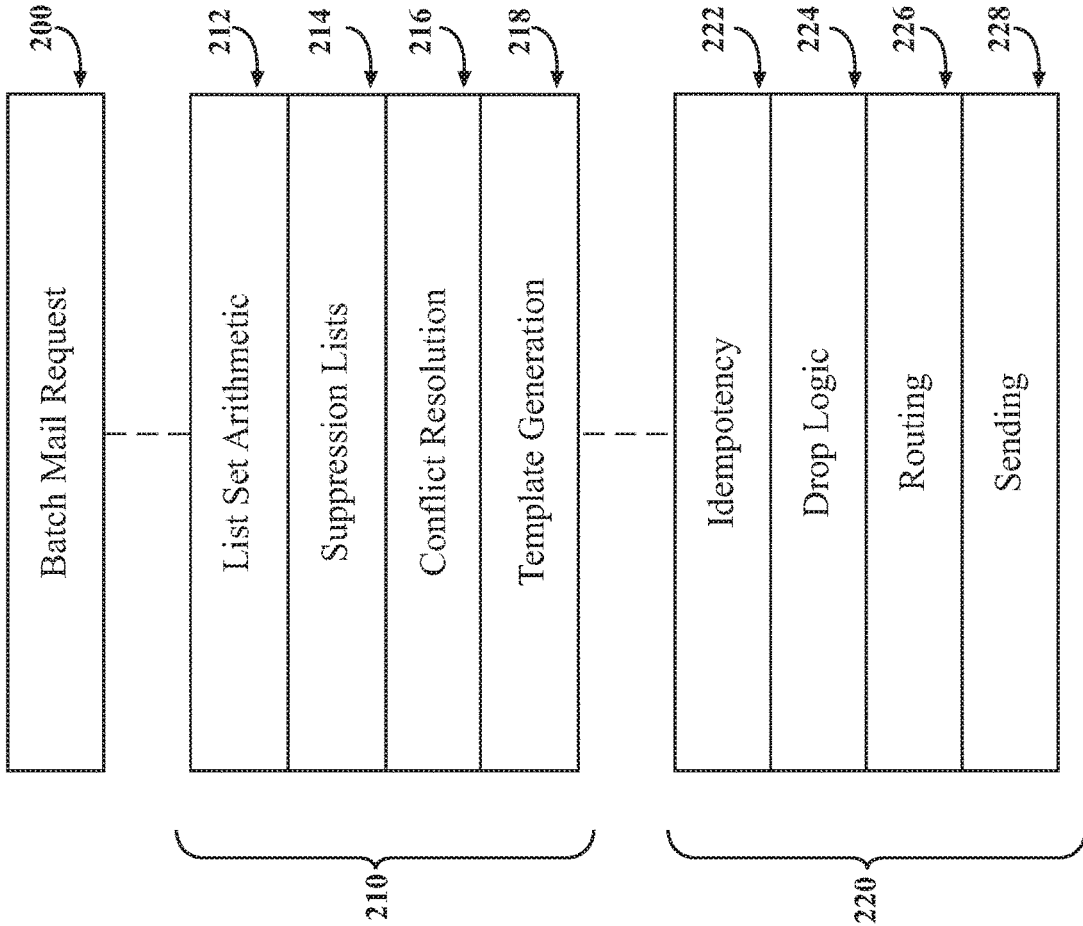 Batch Mail Request
200
210
List Set Arithmetic
212
Suppression Lists
214
Conflict Resolution
216
Template Generation
218
220
Idempotency
222
Drop Logic
224
Routing
226
Sending
228